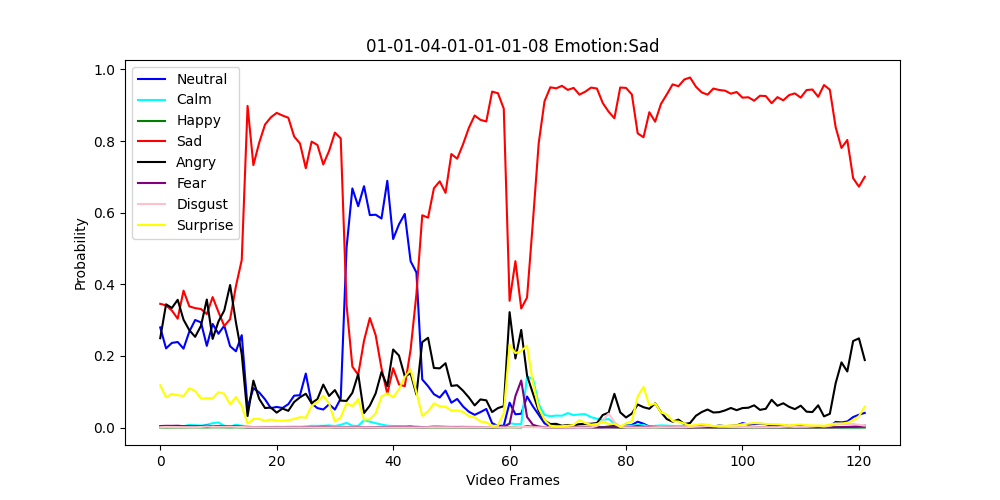 01-01-04-01-01-01-08 Emotion:Sad
1.0
0.8
0.6
0.4
0.2
0.0
Probability
Neutral
Calm
Happy
Sad
Angry
Fear
Disgust
Surprise
0 20 40 60 80 100 120
Video Frames